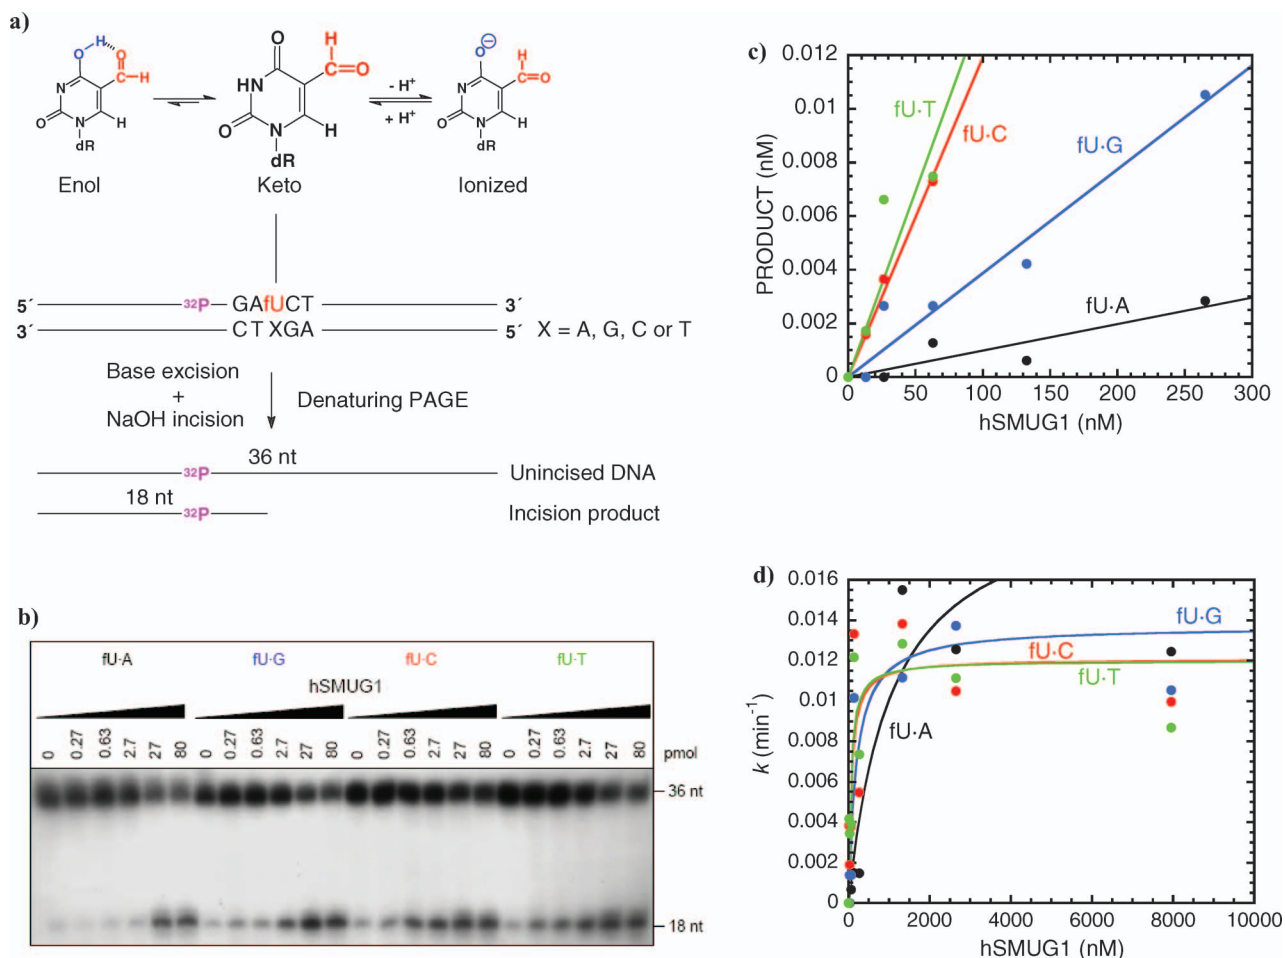 a)
H
O
O
C
H
N
O
N
H
dR
Enol
O
H
C
O
HN
O
N
H
dR
Keto
- H⁺
+ H⁺
⊖
O
H
C
O
N
O
N
H
dR
Ionized
5´ ³²P GAfUCT 3´
3´ CTXGA 5´ X = A, G, C or T
Base excision
+
NaOH incision
Denaturing PAGE
36 nt
³²P
Unincised DNA
18 nt
³²P
Incision product
b)
fU·A fU·G fU·C fU·T
hSMUG1
0 0.27 0.63 2.7 27 80 0 0.27 0.63 2.7 27 80 0 0.27 0.63 2.7 27 80 0 0.27 0.63 2.7 27 80 pmol
36 nt
18 nt
c)
PRODUCT (nM)
0.012
0.01
0.008
0.006
0.004
0.002
0
fU·T
fU·C
fU·G
fU·A
0 50 100 150 200 250 300
hSMUG1 (nM)
d)
k (min⁻¹)
0.016
0.014
0.012
0.01
0.008
0.006
0.004
0.002
0
fU·G
fU·C
fU·T
fU·A
0 2000 4000 6000 8000 10000
hSMUG1 (nM)